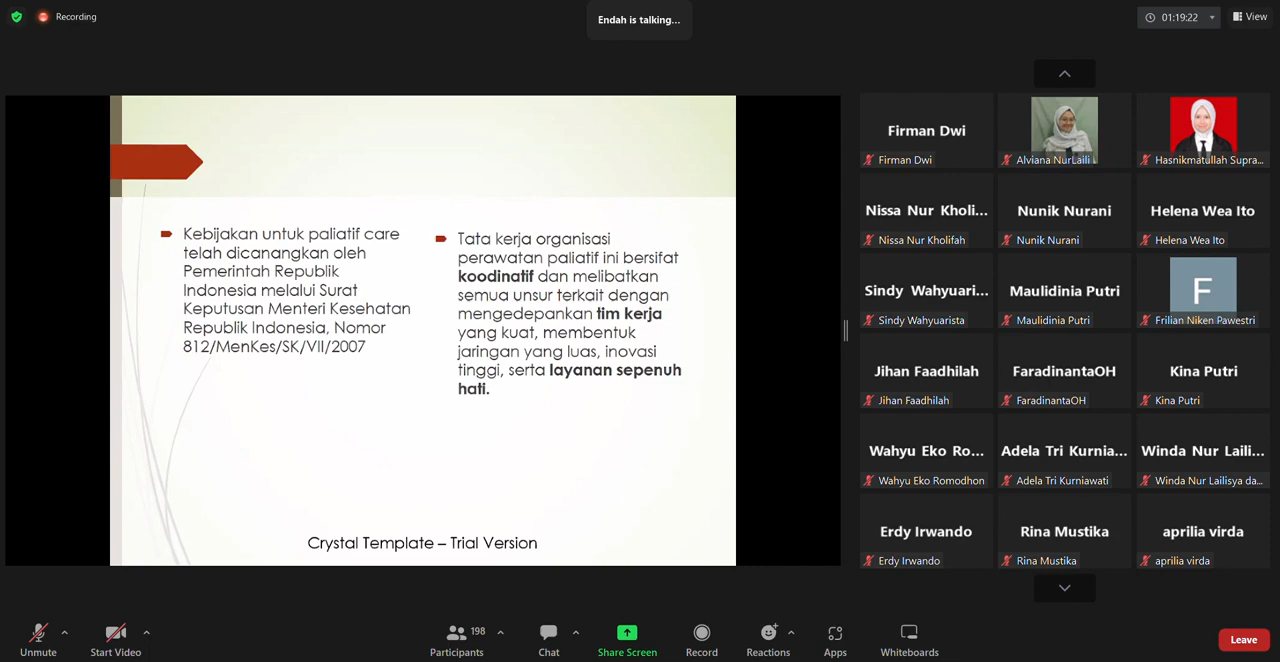 Recording
Endah is talking...
01:19:22
View
Kebijakan untuk paliatif care
telah dicanangkan oleh
Pemerintah Republik
Indonesia melalui Surat
Keputusan Menteri Kesehatan
Republik Indonesia, Nomor
812/MenKes/SK/VII/2007
Tata kerja organisasi
perawatan paliatif ini bersifat
koodinatif dan melibatkan
semua unsur terkait dengan
mengedepankan tim kerja
yang kuat, membentuk
jaringan yang luas, inovasi
tinggi, serta layanan sepenuh
hati.
Crystal Template – Trial Version
Firman Dwi
Firman Dwi
Alviana NurLaili
Hasnikmatullah Supra...
Nissa Nur Kholi...
Nissa Nur Kholifah
Nunik Nurani
Nunik Nurani
Helena Wea Ito
Helena Wea Ito
Sindy Wahyuari...
Sindy Wahyuarista
Maulidinia Putri
Maulidinia Putri
F
Frilian Niken Pawestri
Jihan Faadhilah
Jihan Faadhilah
FaradinantaOH
FaradinantaOH
Kina Putri
Kina Putri
Wahyu Eko Ro...
Wahyu Eko Romodhon
Adela Tri Kurnia...
Adela Tri Kurniawati
Winda Nur Laili...
Winda Nur Lailisya da...
Erdy Irwando
Erdy Irwando
Rina Mustika
Rina Mustika
aprilia virda
aprilia virda
Unmute
Start Video
198
Participants
Chat
Share Screen
Record
Reactions
Apps
Whiteboards
Leave